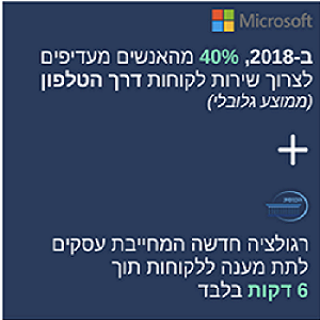 Microsoft
ב-2018, 40% מהאנשים מעדיפים
לצרוך שירות לקוחות דרך הטלפון
(ממוצע גלובלי)
+
רגולציה חדשה המחייבת עסקים
לתת מענה ללקוחות תוך
6 דקות בלבד